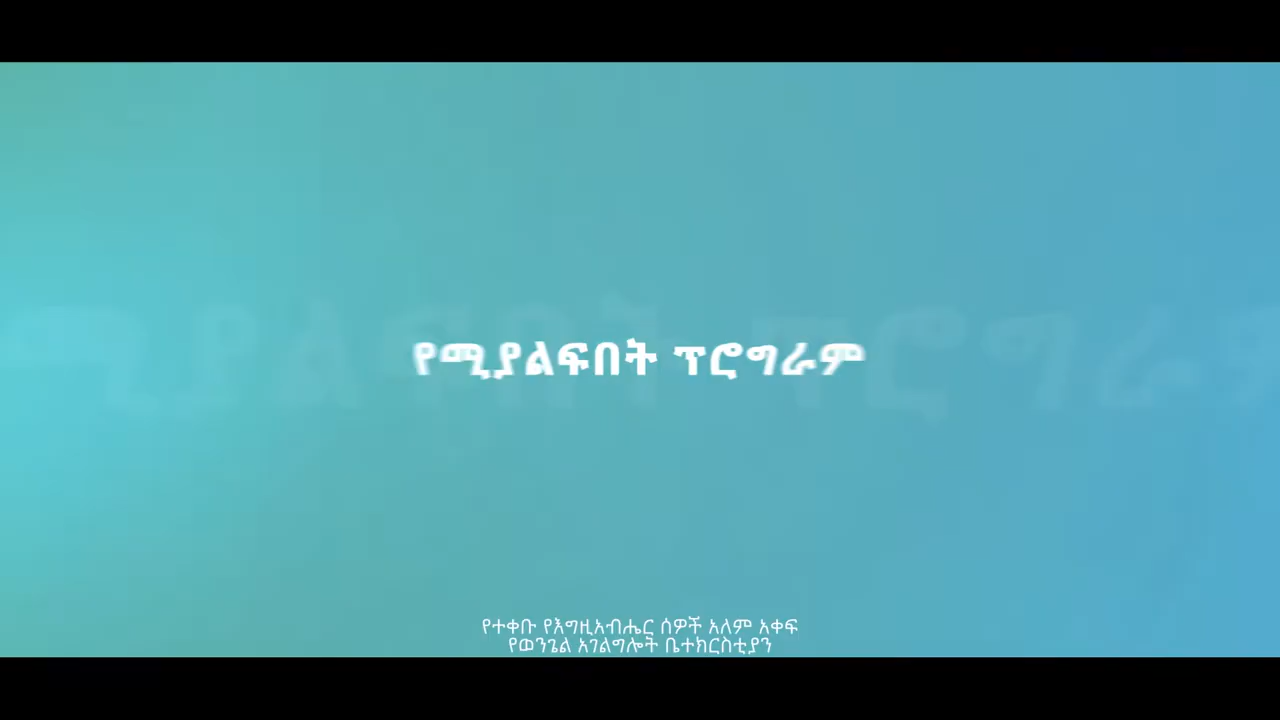 የሚያልፍበት ፕሮግራም
የተቀቡ የእግዚአብሔር ሰዎች አለም አቀፍ
የወንጌል አገልግሎት ቤተክርስቲያን